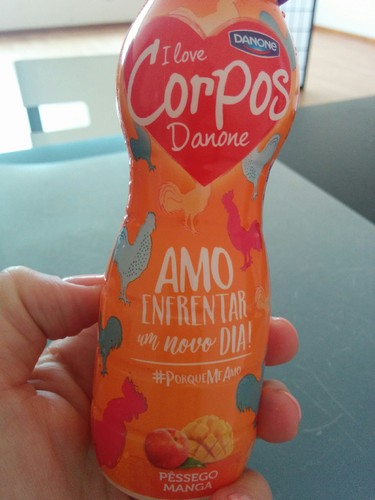 DANONE
I love
Corpos
Danone
AMO
ENFRENTAR
um novo DIA!
#PORQUEMEAMO
PÊSSEGO
MANGA